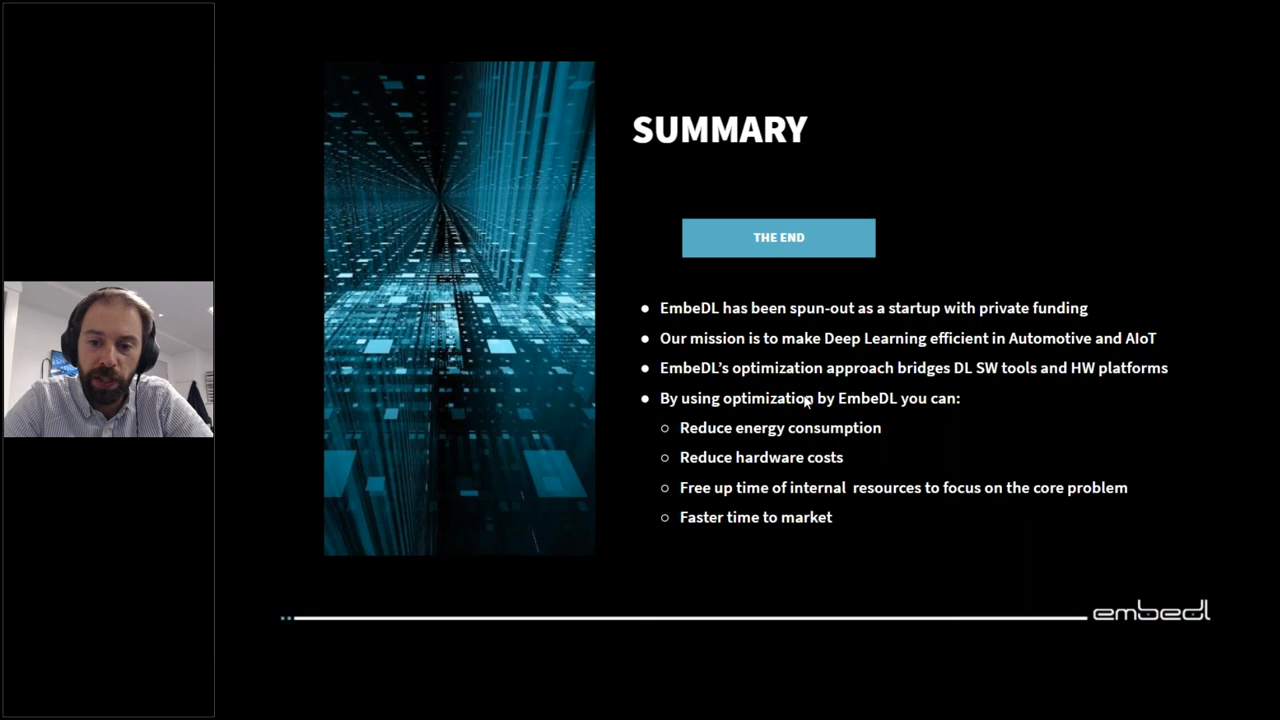 SUMMARY
THE END
● EmbeDL has been spun-out as a startup with private funding
● Our mission is to make Deep Learning efficient in Automotive and AIoT
● EmbeDL’s optimization approach bridges DL SW tools and HW platforms
● By using optimization by EmbeDL you can:
○ Reduce energy consumption
○ Reduce hardware costs
○ Free up time of internal  resources to focus on the core problem
○ Faster time to market
embedl